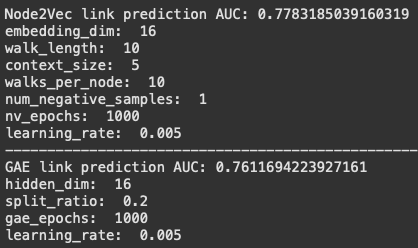 Node2Vec link prediction AUC: 0.7783185039160319
embedding_dim:  16
walk_length:  10
context_size:  5
walks_per_node:  10
num_negative_samples:  1
nv_epochs:  1000
learning_rate:  0.005
------------------------------------------------
GAE link prediction AUC: 0.7611694223927161
hidden_dim:  16
split_ratio:  0.2
gae_epochs:  1000
learning_rate:  0.005